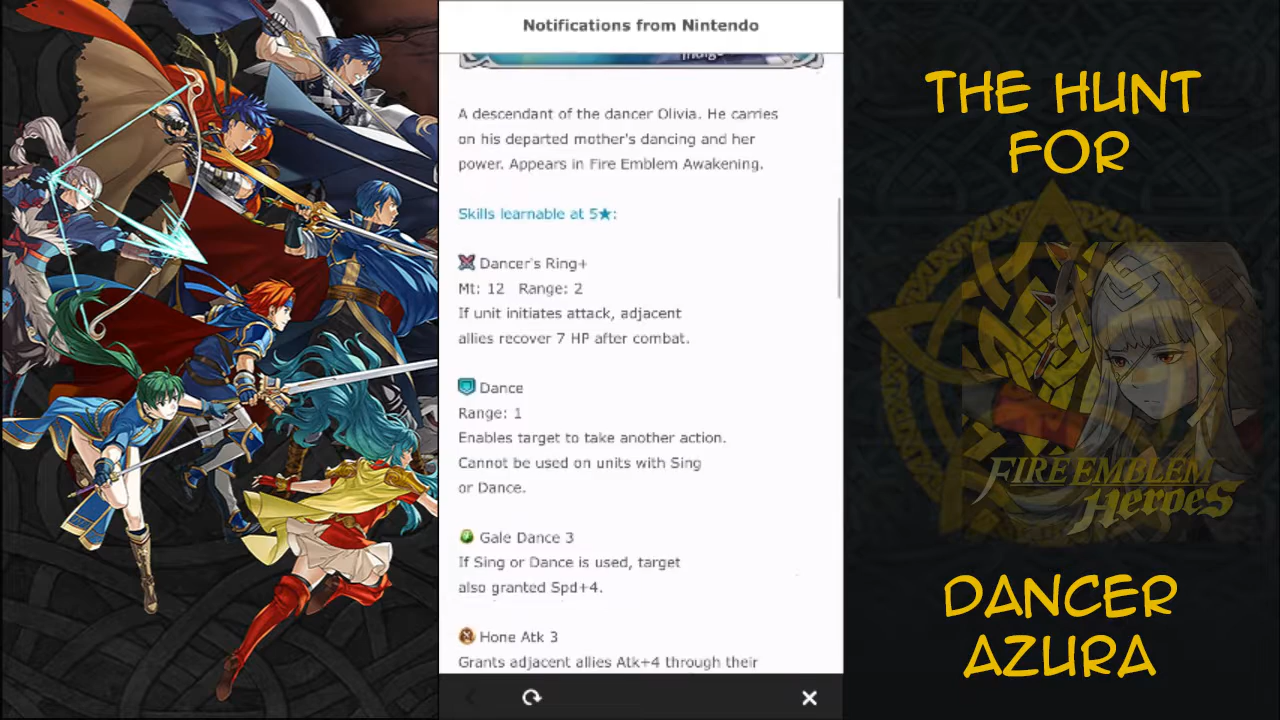 Notifications from Nintendo
A descendant of the dancer Olivia. He carries
on his departed mother's dancing and her
power. Appears in Fire Emblem Awakening.
Skills learnable at 5★:
Dancer's Ring+
Mt: 12 Range: 2
If unit initiates attack, adjacent
allies recover 7 HP after combat.
Dance
Range: 1
Enables target to take another action.
Cannot be used on units with Sing
or Dance.
Gale Dance 3
If Sing or Dance is used, target
also granted Spd+4.
Hone Atk 3
Grants adjacent allies Atk+4 through their
THE HUNT
FOR
FIRE EMBLEM
Heroes
DANCER
AZURA